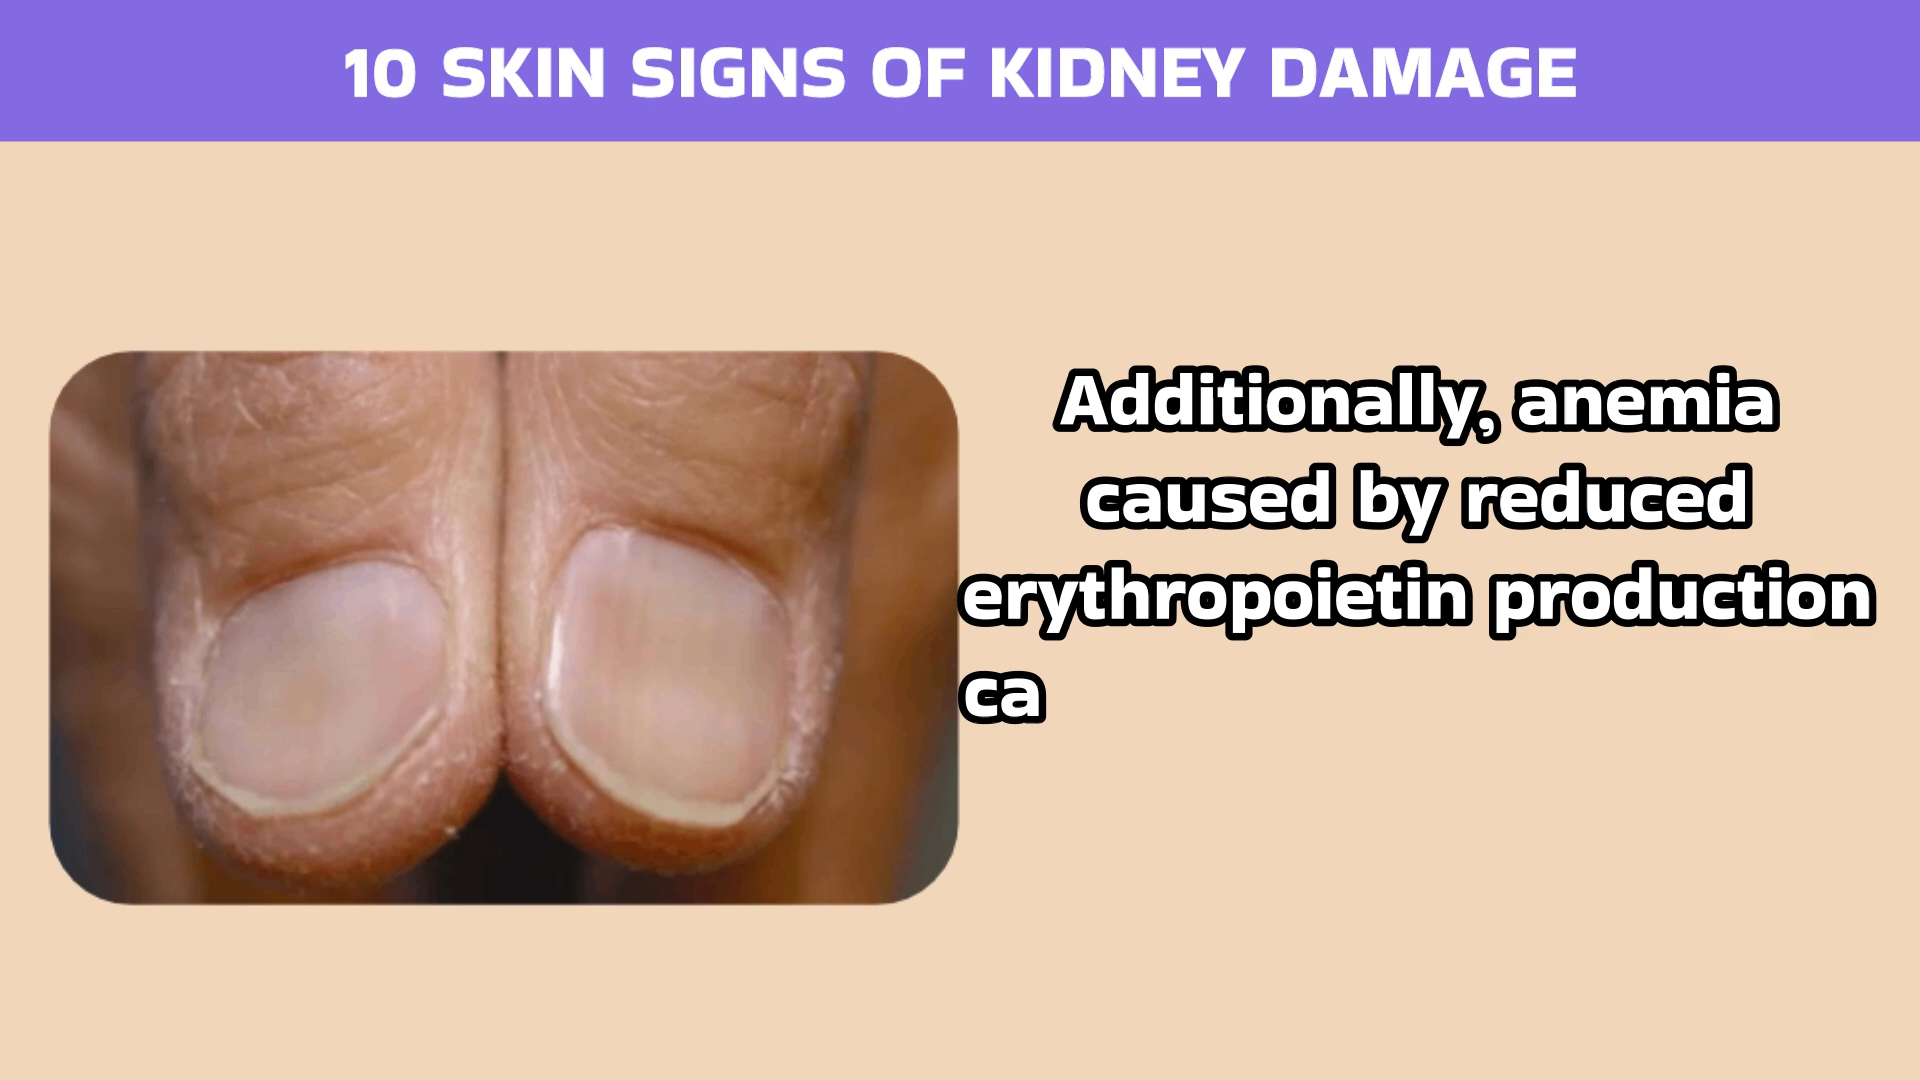 10 SKIN SIGNS OF KIDNEY DAMAGE
Additionally, anemia
caused by reduced
erythropoietin production
ca